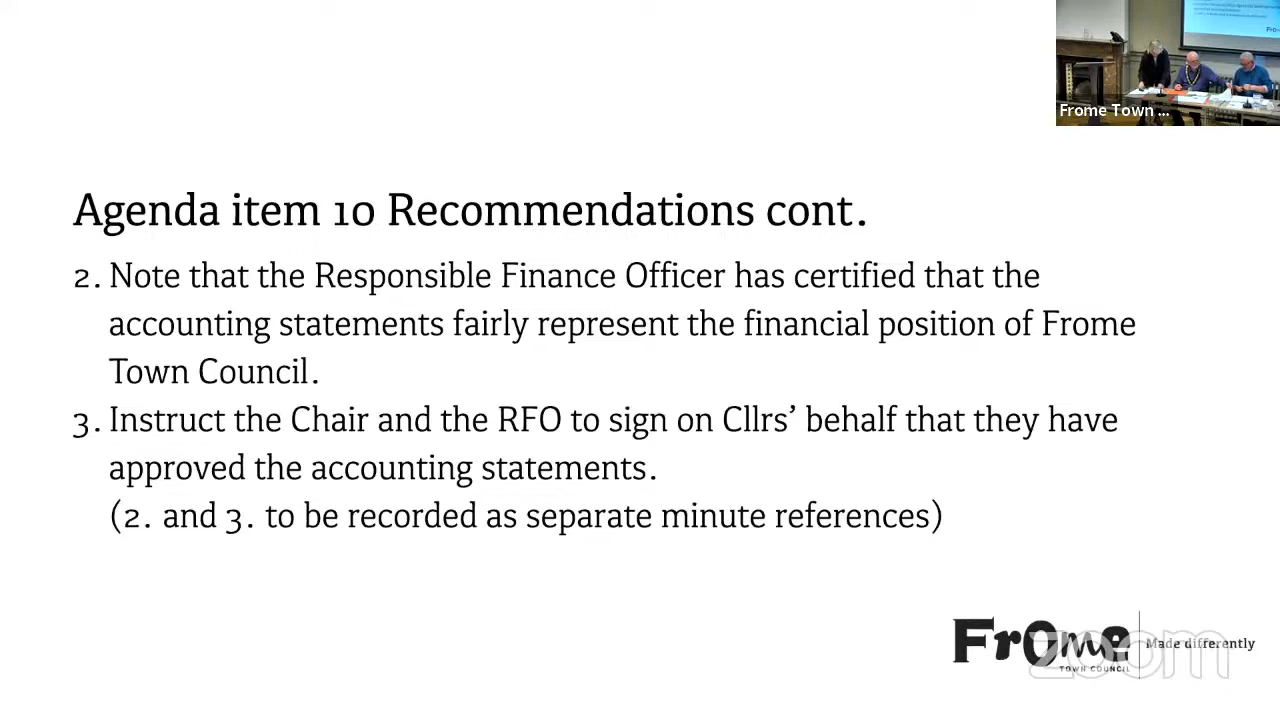 Frome Town ...
Agenda item 10 Recommendations cont.
2. Note that the Responsible Finance Officer has certified that the
accounting statements fairly represent the financial position of Frome
Town Council.
3. Instruct the Chair and the RFO to sign on Cllrs’ behalf that they have
approved the accounting statements.
(2. and 3. to be recorded as separate minute references)
Frome
TOWN COUNCIL
Made differently
zoom